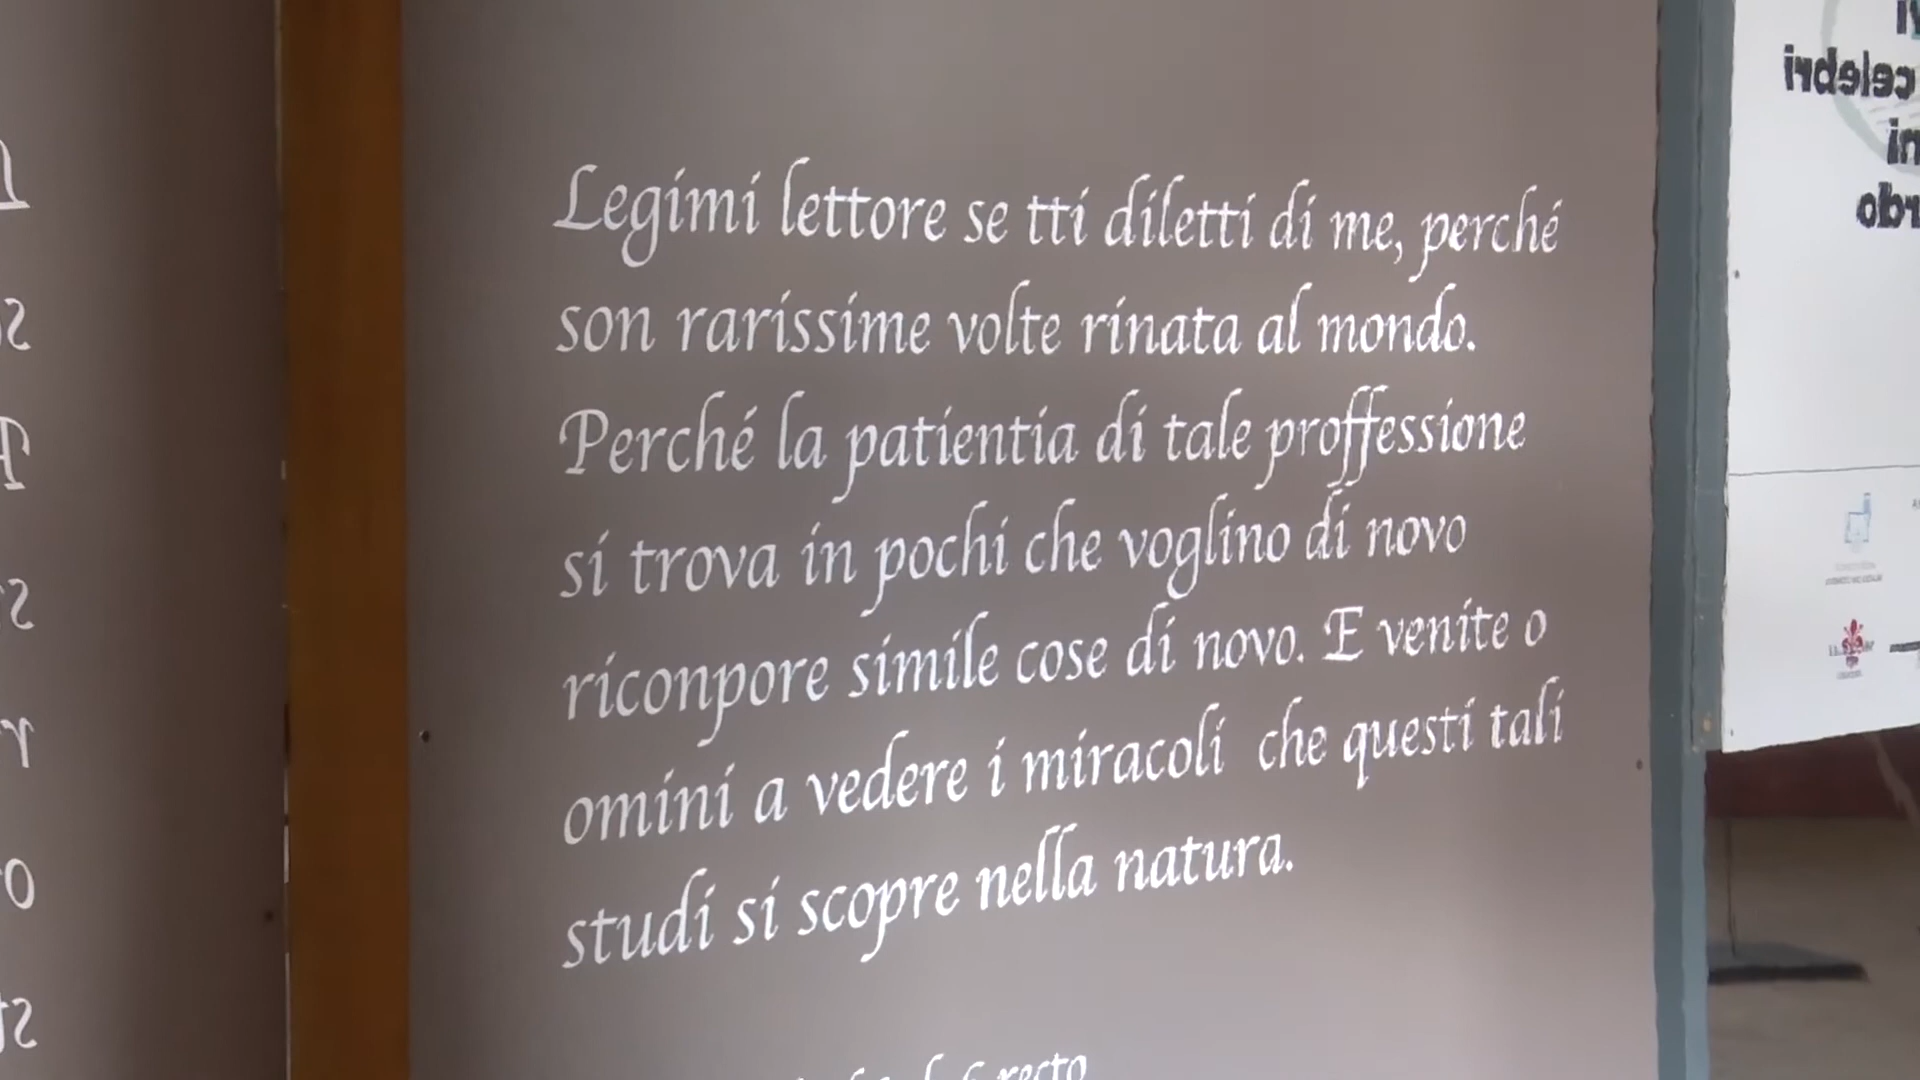 Legimi lettore se tti diletti di me, perché
son rarissime volte rinata al mondo.
Perché la patientia di tale proffessione
si trova in pochi che voglino di novo
riconpore simile cose di novo. E venite o
omini a vedere i miracoli che questi tali
studi si scopre nella natura.
recto
celebri